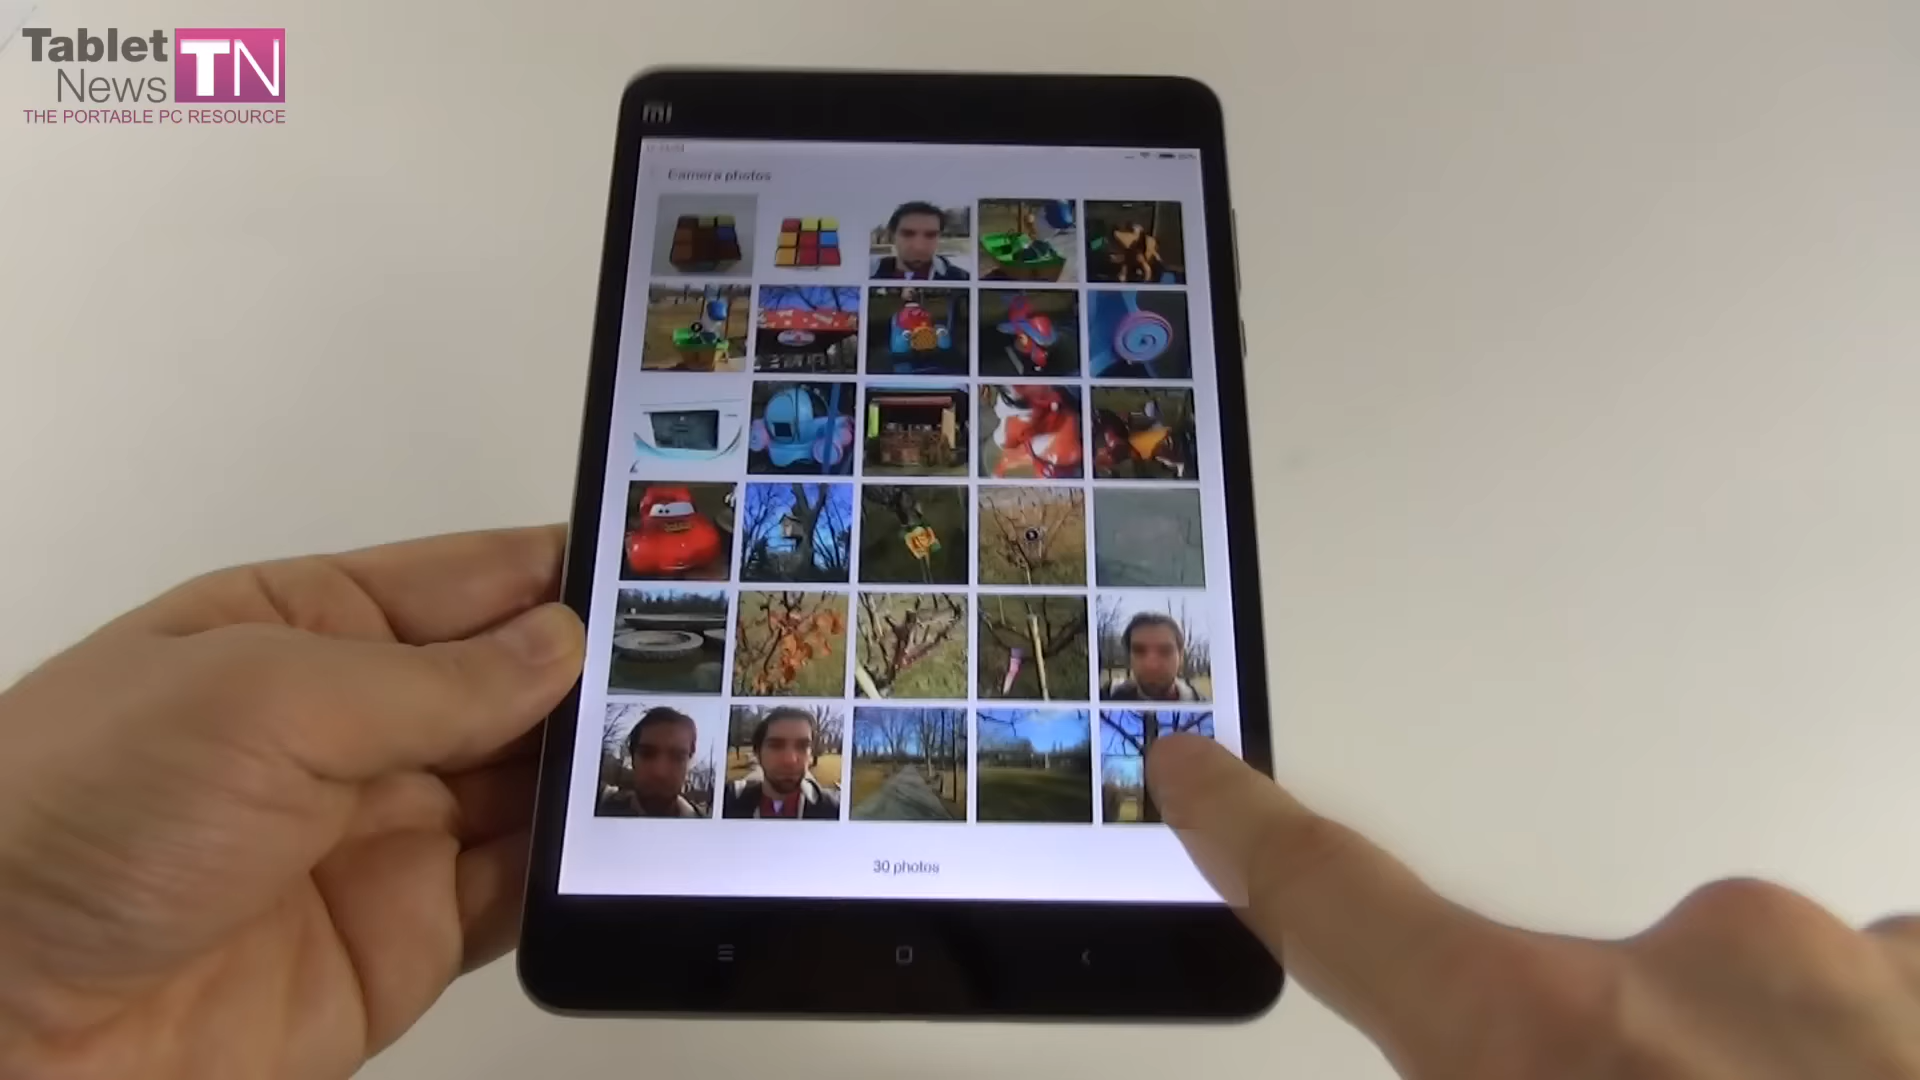 Tablet
News TN
THE PORTABLE PC RESOURCE
mi
Camera photos
30 photos